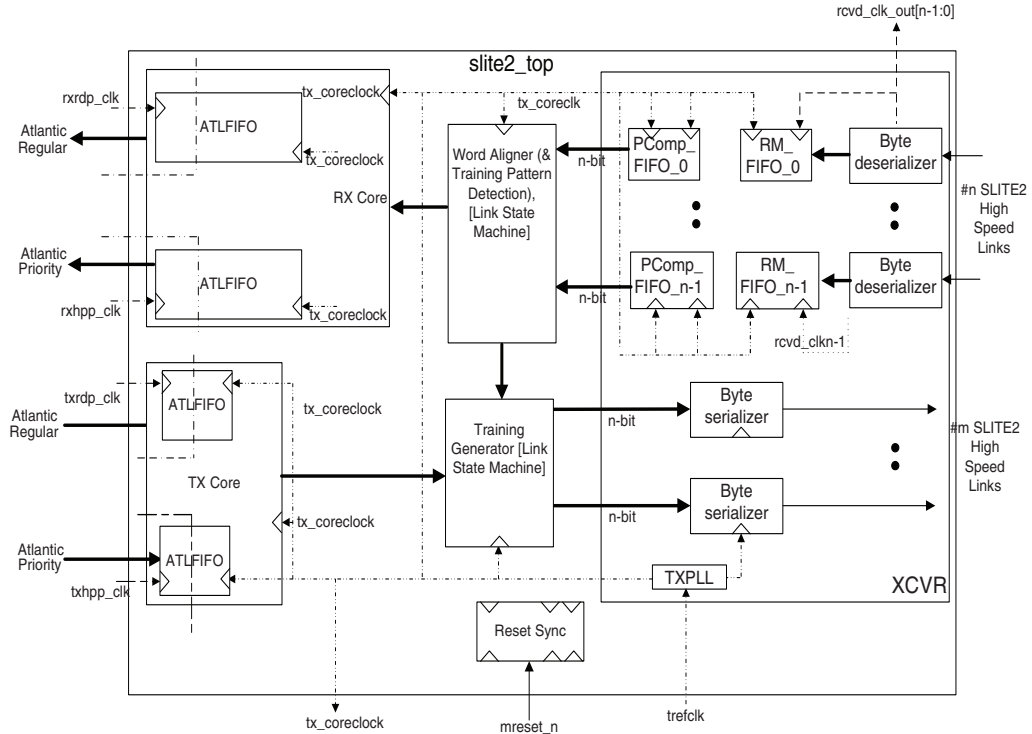 rcvd_clk_out[n-1:0]
slite2_top
rxrdp_clk
Atlantic
Regular
ATLFIFO
tx_coreclock
tx_coreclock
RX Core
Atlantic
Priority
ATLFIFO
rxhpp_clk
tx_coreclock
tx_coreclk
Word Aligner (&
Training Pattern
Detection),
[Link State
Machine]
n-bit
n-bit
PComp_
FIFO_0
RM_
FIFO_0
Byte
deserializer
#n SLITE2
High
Speed
Links
PComp_
FIFO_n-1
RM_
FIFO_n-1
Byte
deserializer
rcvd_clkn-1
txrdp_clk
Atlantic
Regular
ATLFIFO
tx_coreclock
TX Core
tx_coreclock
Atlantic
Priority
ATLFIFO
txhpp_clk
Training
Generator [Link
State Machine]
n-bit
n-bit
Byte
serializer
Byte
serializer
#m SLITE2
High
Speed
Links
TXPLL
XCVR
Reset Sync
tx_coreclock
mreset_n
trefclk